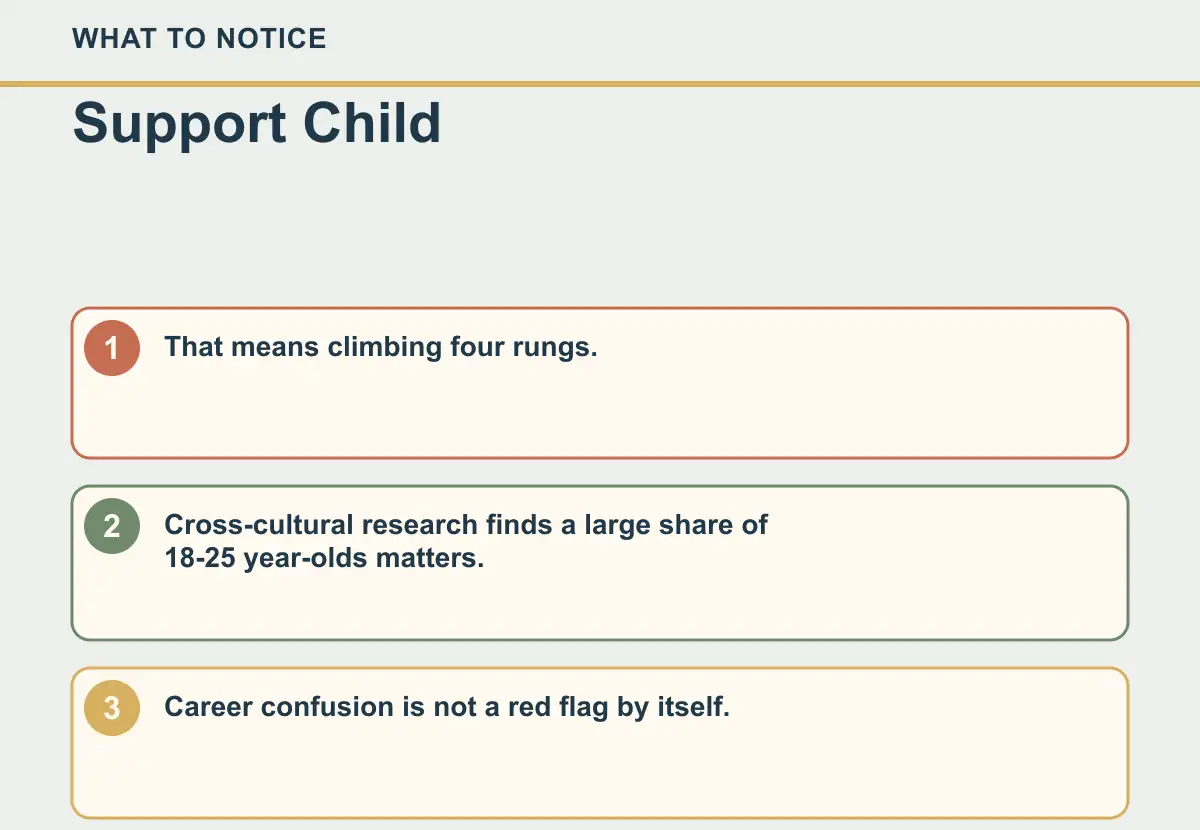 WHAT TO NOTICE
Support Child
1 That means climbing four rungs.
2 Cross-cultural research finds a large share of
18-25 year-olds matters.
3 Career confusion is not a red flag by itself.